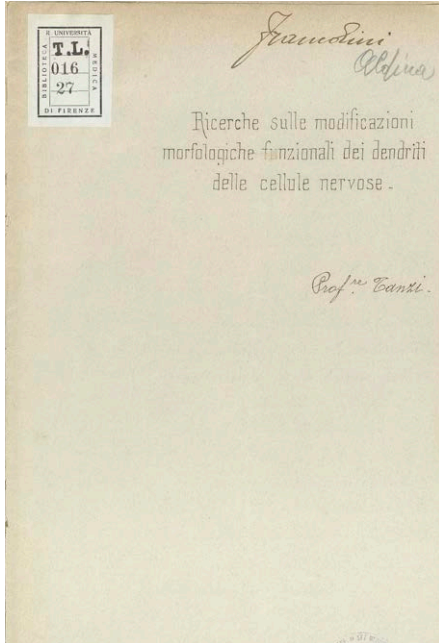 R. UNIVERSITÀ
BIBLIOTECA
MEDICA
T.L.
016
27
DI FIRENZE
Ricerche sulle modificazioni
morfologiche funzionali dei dendriti
delle cellule nervose.
Prof.re Tanzi.